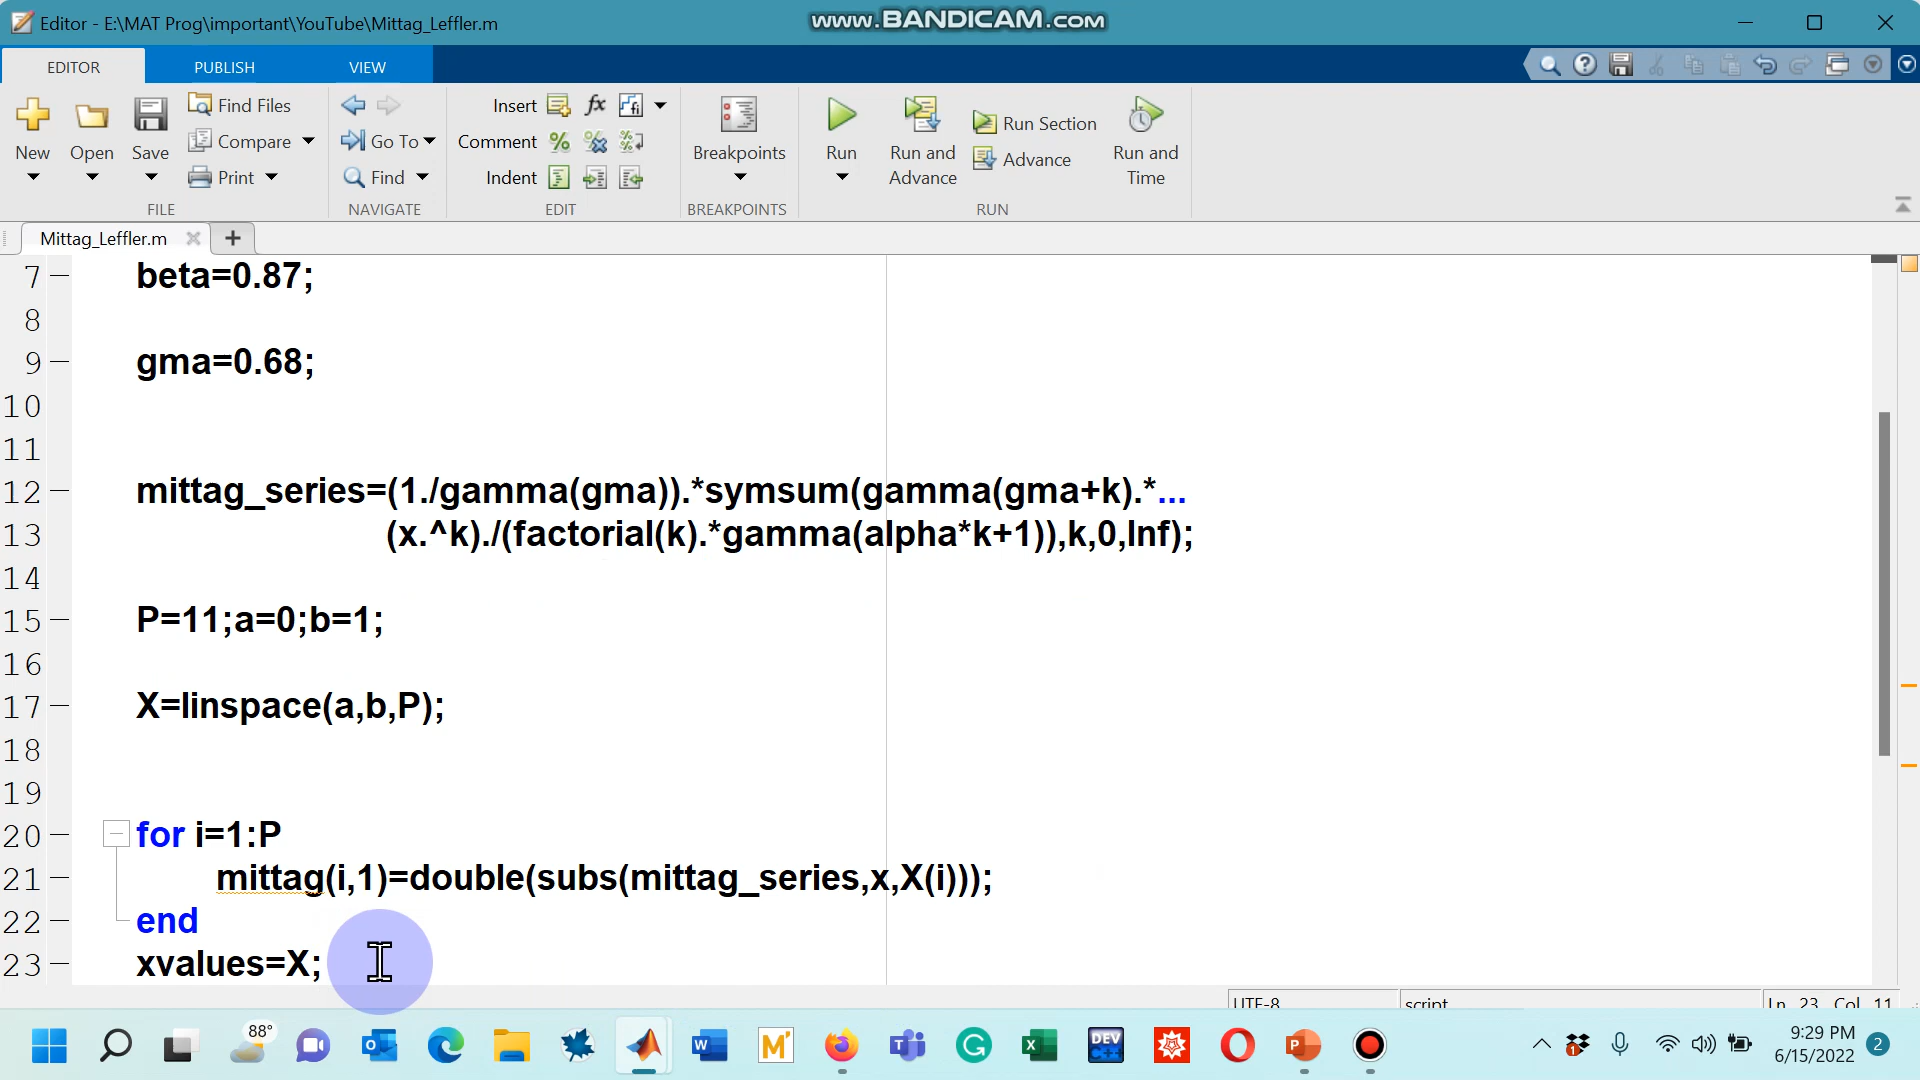 Editor - E:\MAT Prog\important\YouTube\Mittag_Leffler.m
www.BANDICAM.com
EDITOR
PUBLISH
VIEW
New
Open
Save
Find Files
Compare
Print
FILE
Go To
Find
NAVIGATE
Insert
fx
Comment
Indent
EDIT
Breakpoints
BREAKPOINTS
Run
Run and Advance
Run Section
Advance
Run and Time
RUN
Mittag_Leffler.m
7 beta=0.87;
8
9 gma=0.68;
10
11
12 mittag_series=(1./gamma(gma)).*symsum(gamma(gma+k).*...
13 (x.^k)./(factorial(k).*gamma(alpha*k+1)),k,0,Inf);
14
15 P=11;a=0;b=1;
16
17 X=linspace(a,b,P);
18
19
20 for i=1:P
21 mittag(i,1)=double(subs(mittag_series,x,X(i)));
22 end
23 xvalues=X;
UTF-8
script
Ln 23 Col 11
88°
DEV C++
9:29 PM
6/15/2022
2